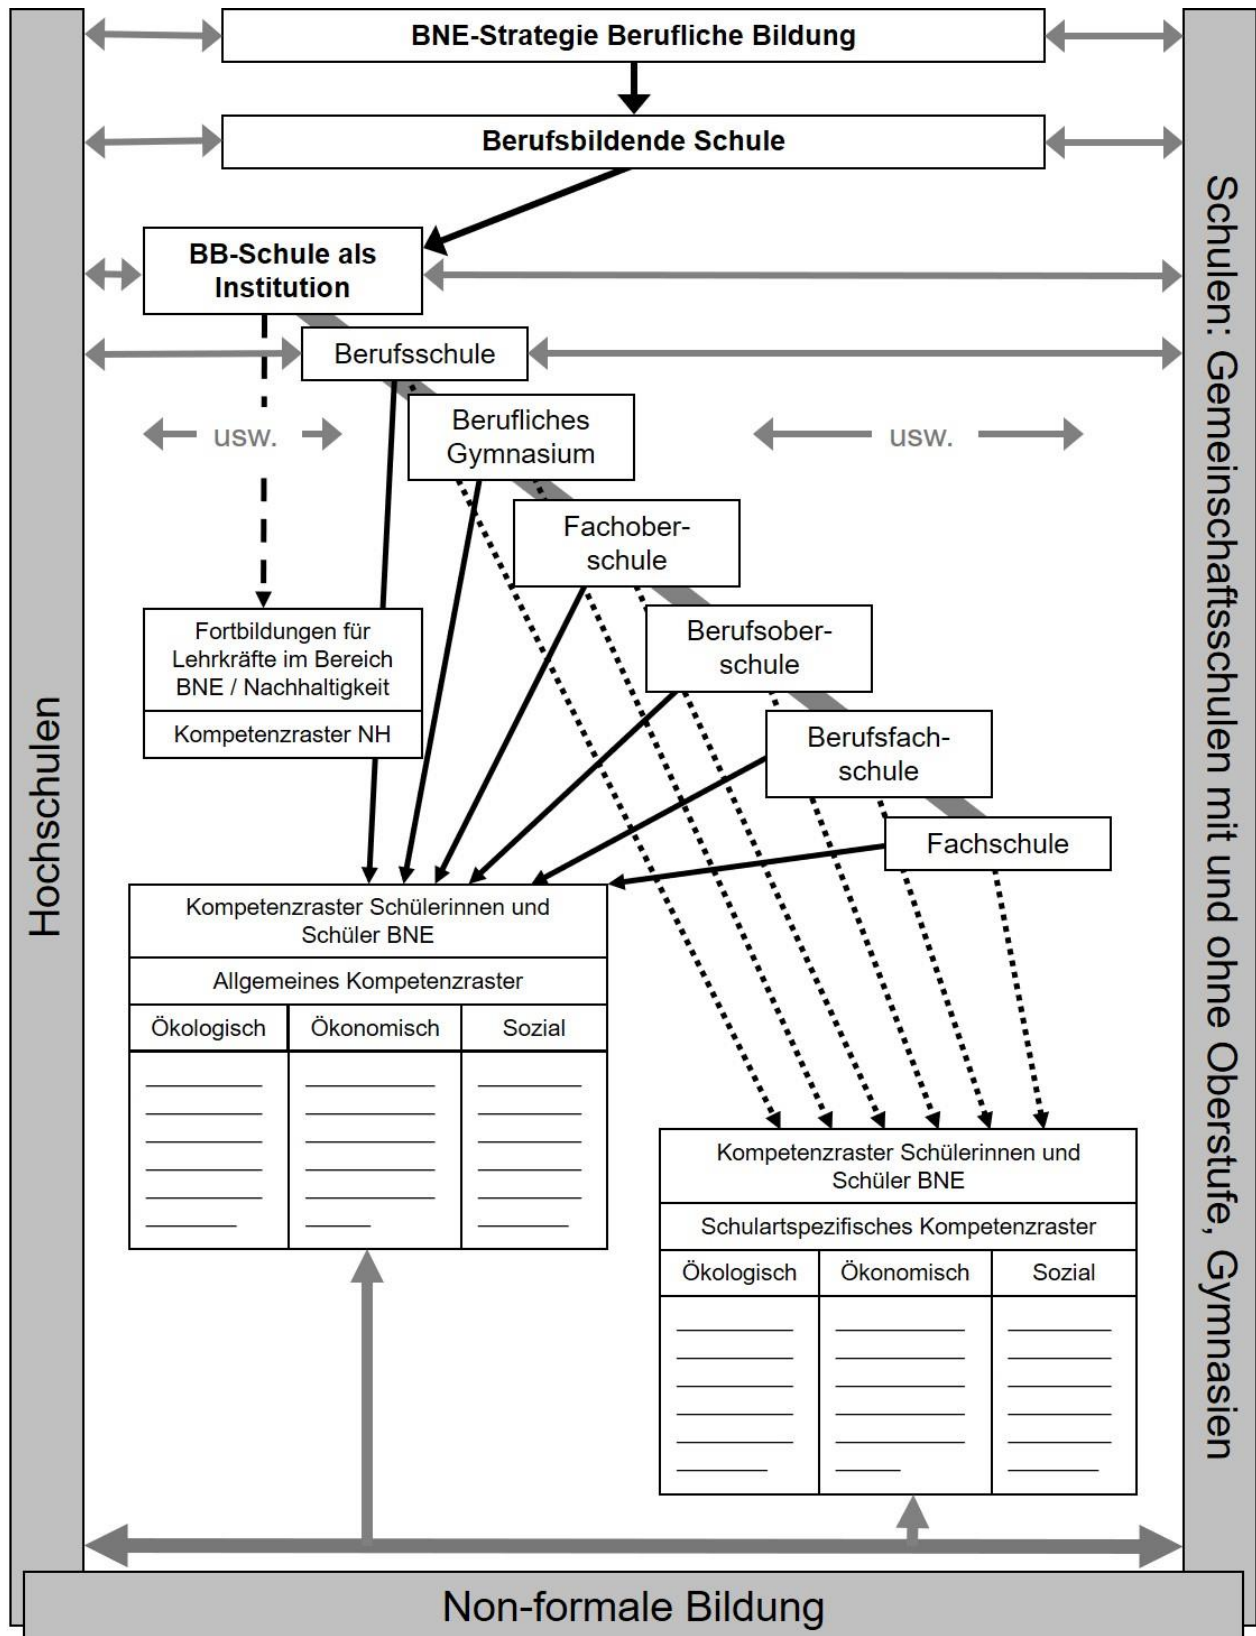 BNE-Strategie Berufliche Bildung
Berufsbildende Schule
BB-Schule als
Institution
Berufsschule
usw.
Berufliches
Gymnasium
usw.
Fachober-
schule
Fortbildungen für
Lehrkräfte im Bereich
BNE / Nachhaltigkeit
Kompetenzraster NH
Berufsober-
schule
Berufsfach-
schule
Fachschule
Kompetenzraster Schülerinnen und
Schüler BNE
Allgemeines Kompetenzraster
Ökologisch
Ökonomisch
Sozial
Kompetenzraster Schülerinnen und
Schüler BNE
Schulartspezifisches Kompetenzraster
Ökologisch
Ökonomisch
Sozial
Hochschulen
Schulen: Gemeinschaftsschulen mit und ohne Oberstufe, Gymnasien
Non-formale Bildung